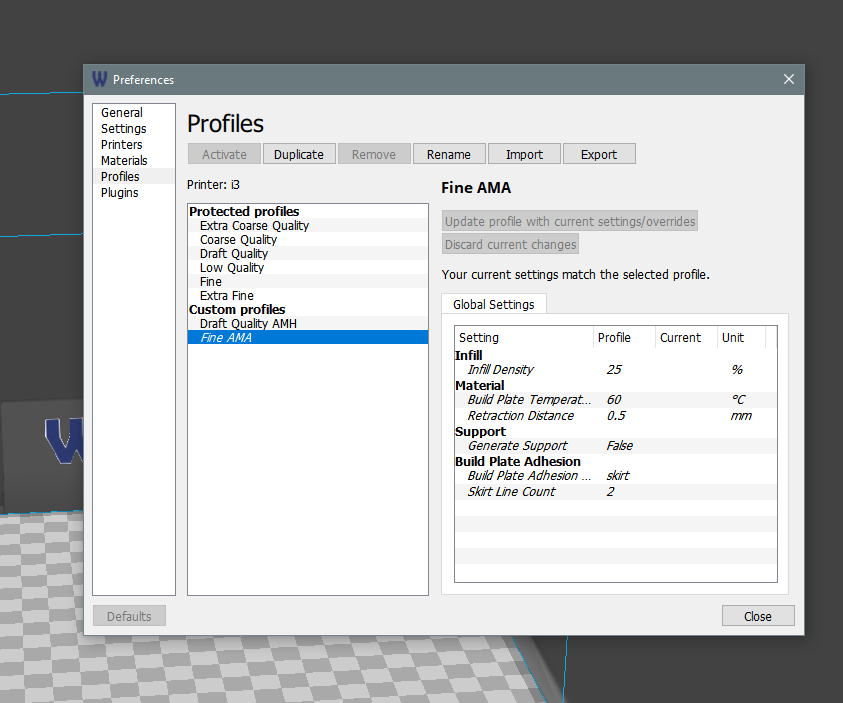 W Preferences
General
Settings
Printers
Materials
Profiles
Plugins
Profiles
Activate Duplicate Remove Rename Import Export
Printer: i3
Protected profiles
Extra Coarse Quality
Coarse Quality
Draft Quality
Low Quality
Fine
Extra Fine
Custom profiles
Draft Quality AMH
Fine AMA
Fine AMA
Update profile with current settings/overrides
Discard current changes
Your current settings match the selected profile.
Global Settings
Setting Profile Current Unit
Infill
Infill Density 25 %
Material
Build Plate Temperat... 60 °C
Retraction Distance 0.5 mm
Support
Generate Support False
Build Plate Adhesion
Build Plate Adhesion ... skirt
Skirt Line Count 2
Defaults Close
W